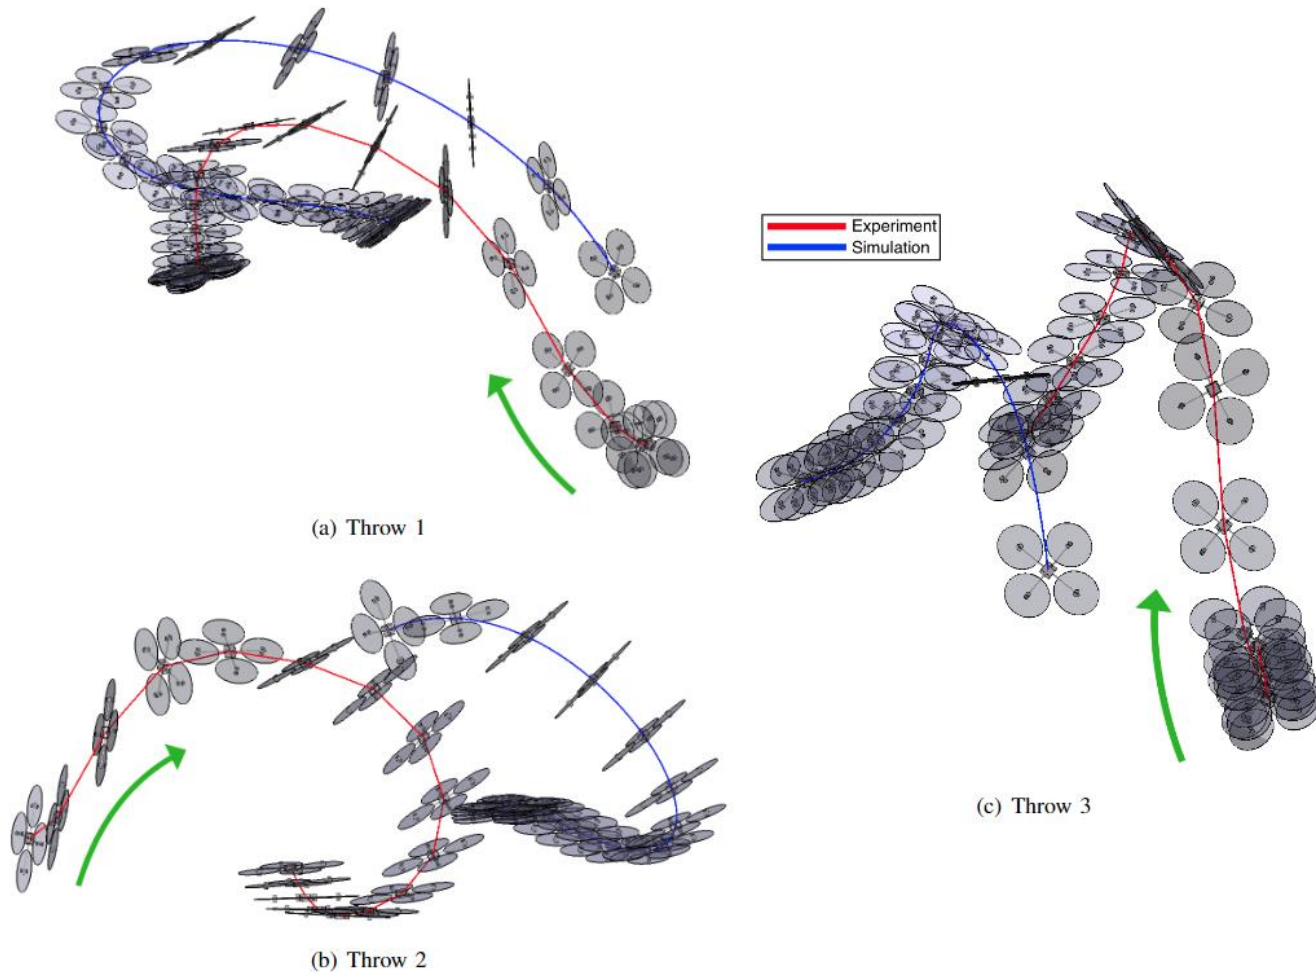 (a) Throw 1
Experiment
Simulation
(b) Throw 2
(c) Throw 3